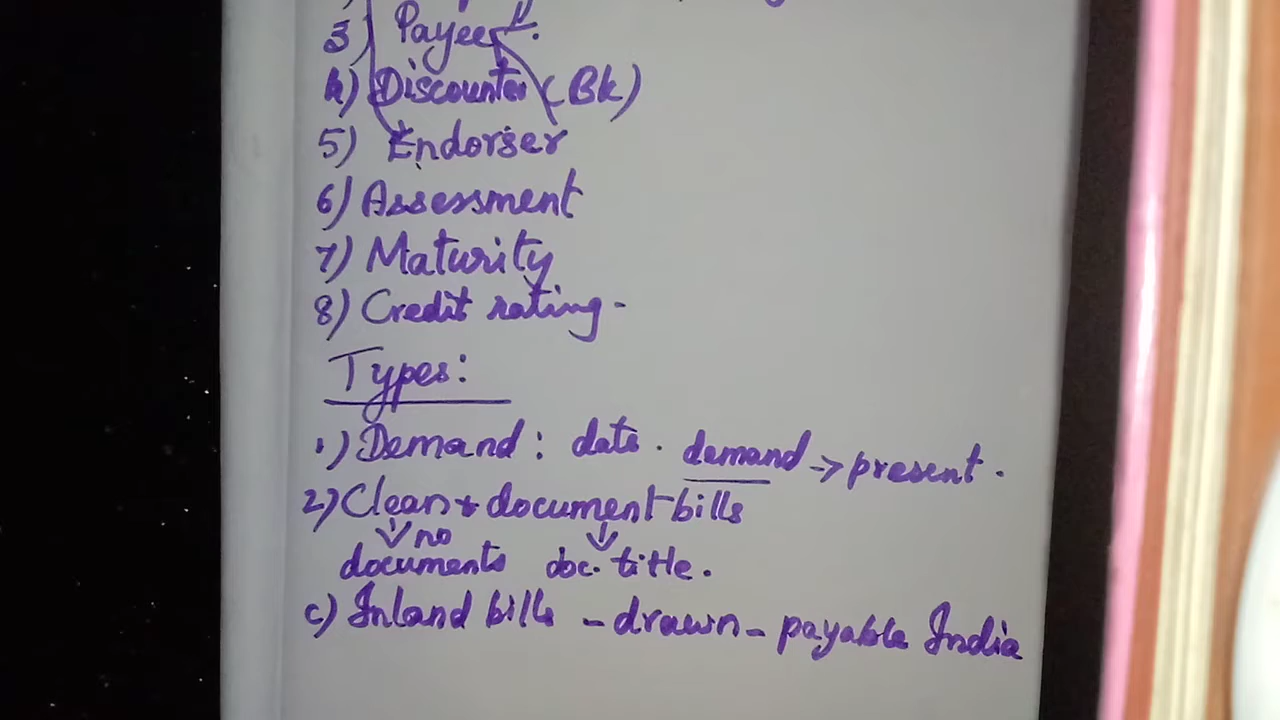 3) Payee
4) Discounter (Bk)
5) Endorser
6) Assessment
7) Maturity
8) Credit rating -
Types:
1) Demand : date . demand -> present .
2) Clean & document bills
no
documents doc. title .
c) Inland bills - drawn - payable India